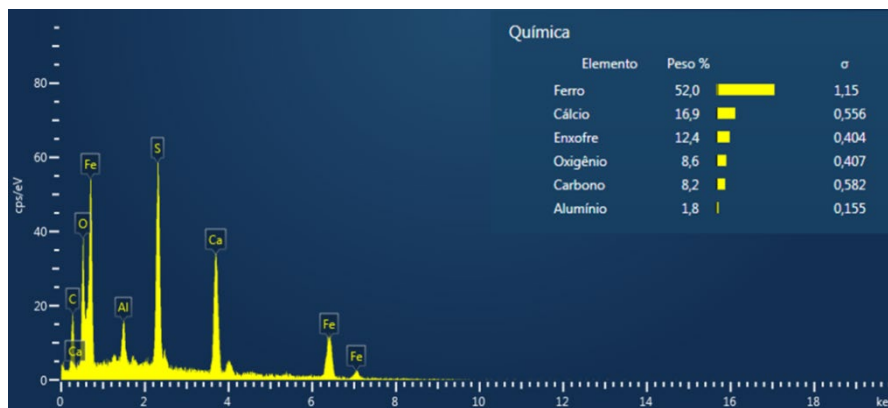 Química
Elemento Peso % σ
Ferro 52,0 1,15
Cálcio 16,9 0,556
Enxofre 12,4 0,404
Oxigênio 8,6 0,407
Carbono 8,2 0,582
Alumínio 1,8 0,155
cps/eV
80
60
40
20
0
S
Fe
O
Ca
C
Al
Fe
Ca
Fe
0 2 4 6 8 10 12 14 16 18 ke